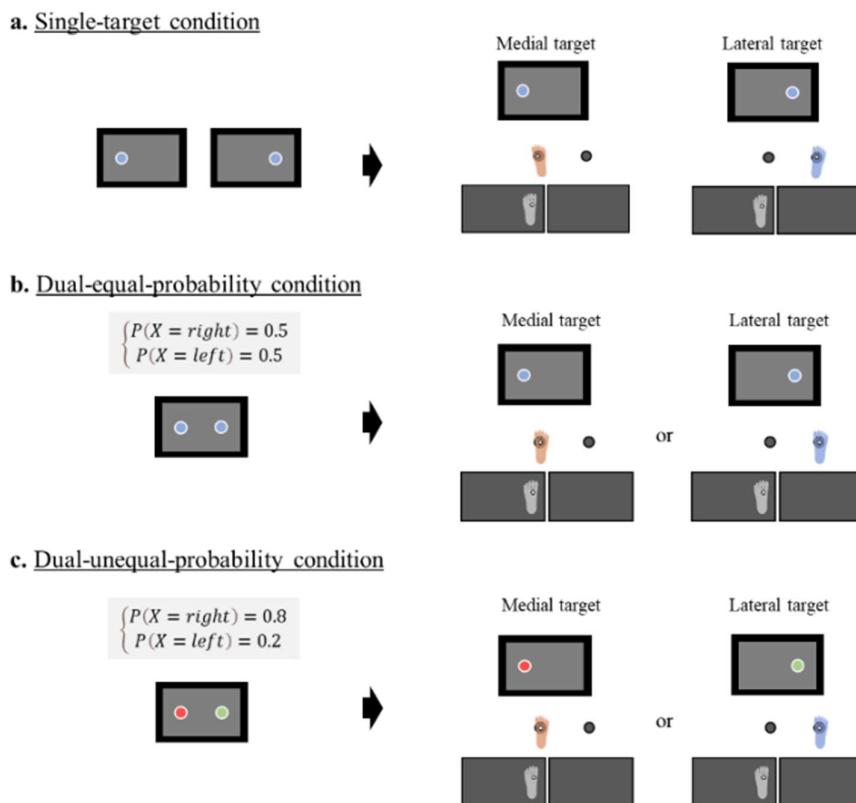 a. Single-target condition
Medial target
Lateral target
b. Dual-equal-probability condition
P(X = right) = 0.5
P(X = left) = 0.5
Medial target
Lateral target
or
c. Dual-unequal-probability condition
P(X = right) = 0.8
P(X = left) = 0.2
Medial target
Lateral target
or